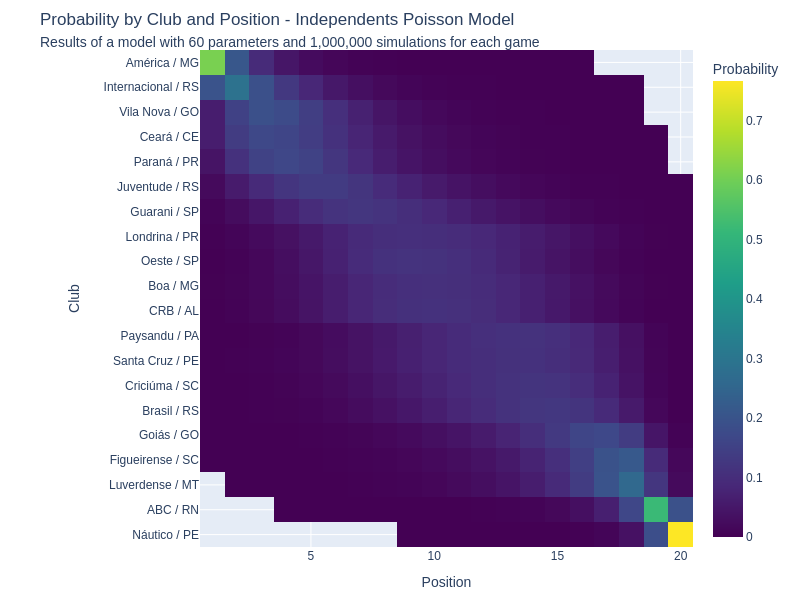 Probability by Club and Position - Independents Poisson Model
Results of a model with 60 parameters and 1,000,000 simulations for each game
Probability
América / MG
Internacional / RS
Vila Nova / GO
Ceará / CE
Paraná / PR
Juventude / RS
Guarani / SP
Londrina / PR
Oeste / SP
Boa / MG
CRB / AL
Paysandu / PA
Santa Cruz / PE
Criciúma / SC
Brasil / RS
Goiás / GO
Figueirense / SC
Luverdense / MT
ABC / RN
Náutico / PE
Club
5
10
15
20
Position
0.7
0.6
0.5
0.4
0.3
0.2
0.1
0